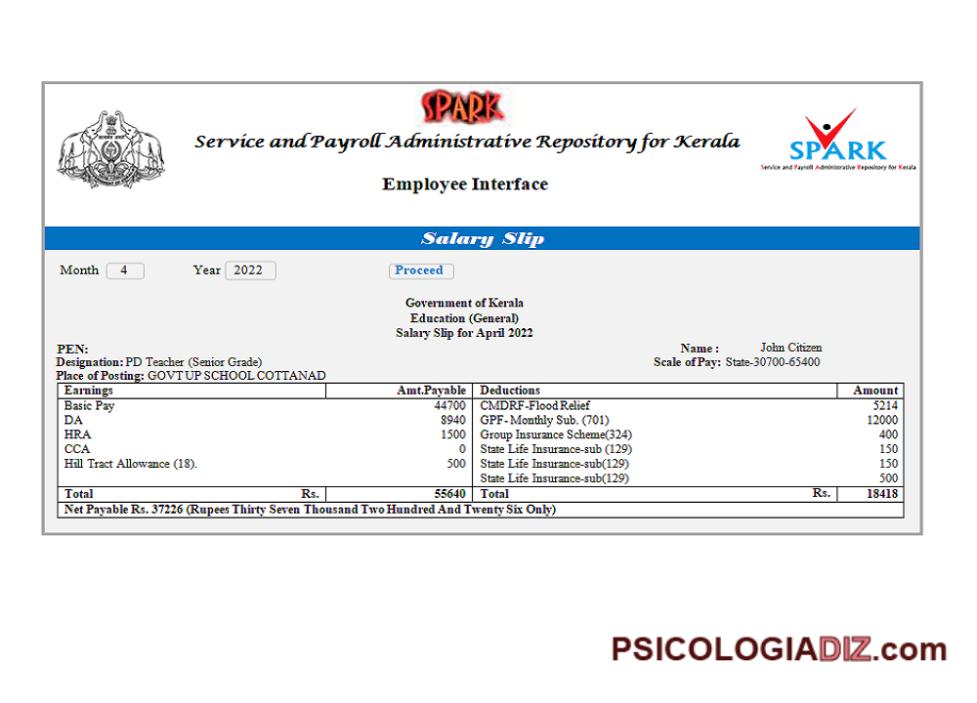 SPARK
Service and Payroll Administrative Repository for Kerala
SPARK
Service and Payroll Administrative Repository for Kerala
Employee Interface
Salary Slip
Month 4 Year 2022 Proceed
Government of Kerala
Education (General)
Salary Slip for April 2022
PEN: Name : John Citizen
Designation: PD Teacher (Senior Grade) Scale of Pay: State-30700-65400
Place of Posting: GOVT UP SCHOOL COTTANAD
Earnings Amt.Payable Deductions Amount
Basic Pay 44700 CMDRF-Flood Relief 5214
DA 8940 GPF- Monthly Sub. (701) 12000
HRA 1500 Group Insurance Scheme(324) 400
CCA 0 State Life Insurance-sub (129) 150
Hill Tract Allowance (18). 500 State Life Insurance-sub(129) 150
State Life Insurance-sub(129) 500
Total Rs. 55640 Total Rs. 18418
Net Payable Rs. 37226 (Rupees Thirty Seven Thousand Two Hundred And Twenty Six Only)
PSICOLOGIADIZ.com